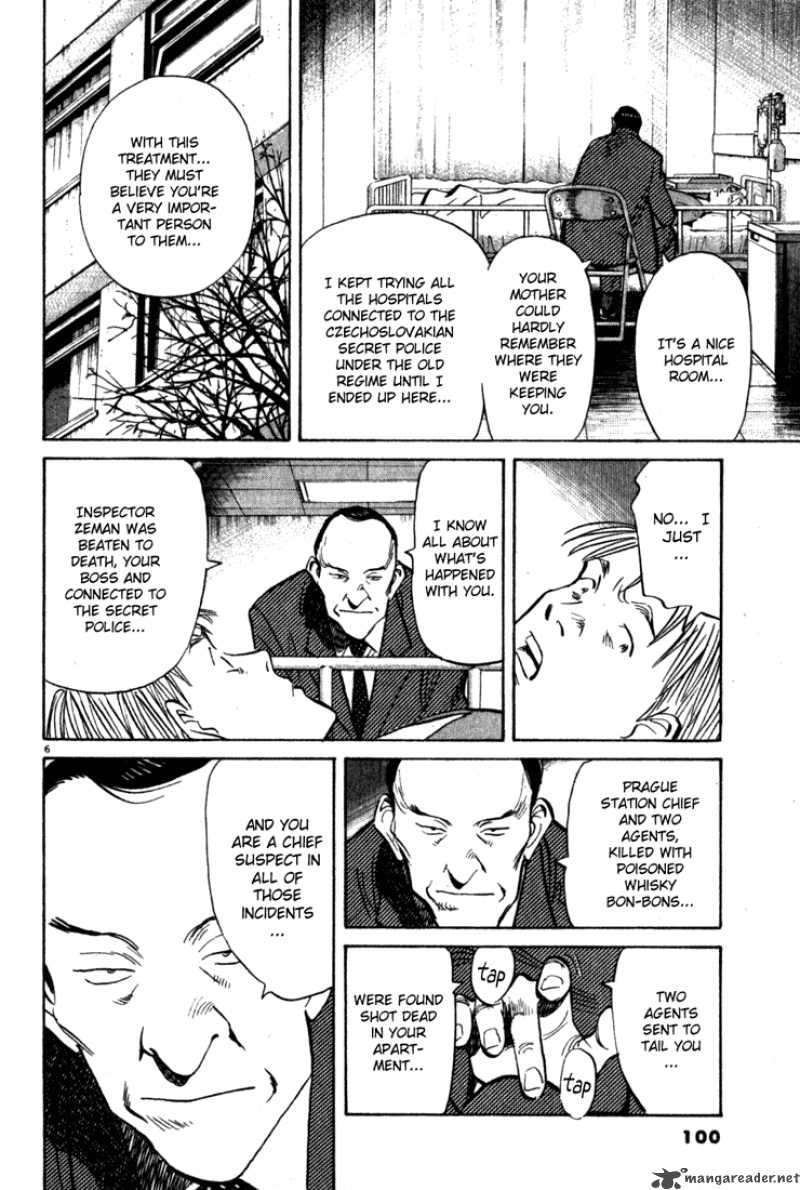 IT'S A NICE
HOSPITAL
ROOM...
YOUR
MOTHER
COULD
HARDLY
REMEMBER
WHERE THEY
WERE
KEEPING
YOU.
I KEPT TRYING ALL
THE HOSPITALS
CONNECTED TO THE
CZECHOSLOVAKIAN
SECRET POLICE
UNDER THE OLD
REGIME UNTIL I
ENDED UP HERE...
WITH THIS
TREATMENT...
THEY MUST
BELIEVE YOU'RE
A VERY IMPOR-
TANT PERSON
TO THEM...
NO... I
JUST
...
I KNOW
ALL ABOUT
WHAT'S
HAPPENED
WITH YOU.
INSPECTOR
ZEMAN WAS
BEATEN TO
DEATH, YOUR
BOSS AND
CONNECTED TO
THE SECRET
POLICE...
6
PRAGUE
STATION CHIEF
AND TWO
AGENTS,
KILLED WITH
POISONED
WHISKY
BON-BONS...
TWO
AGENTS
SENT TO
TAIL YOU
...
tap
tap
tap
WERE FOUND
SHOT DEAD
IN YOUR
APART-
MENT...
AND YOU
ARE A CHIEF
SUSPECT IN
ALL OF
THOSE
INCIDENTS
...
100
mangareader.net